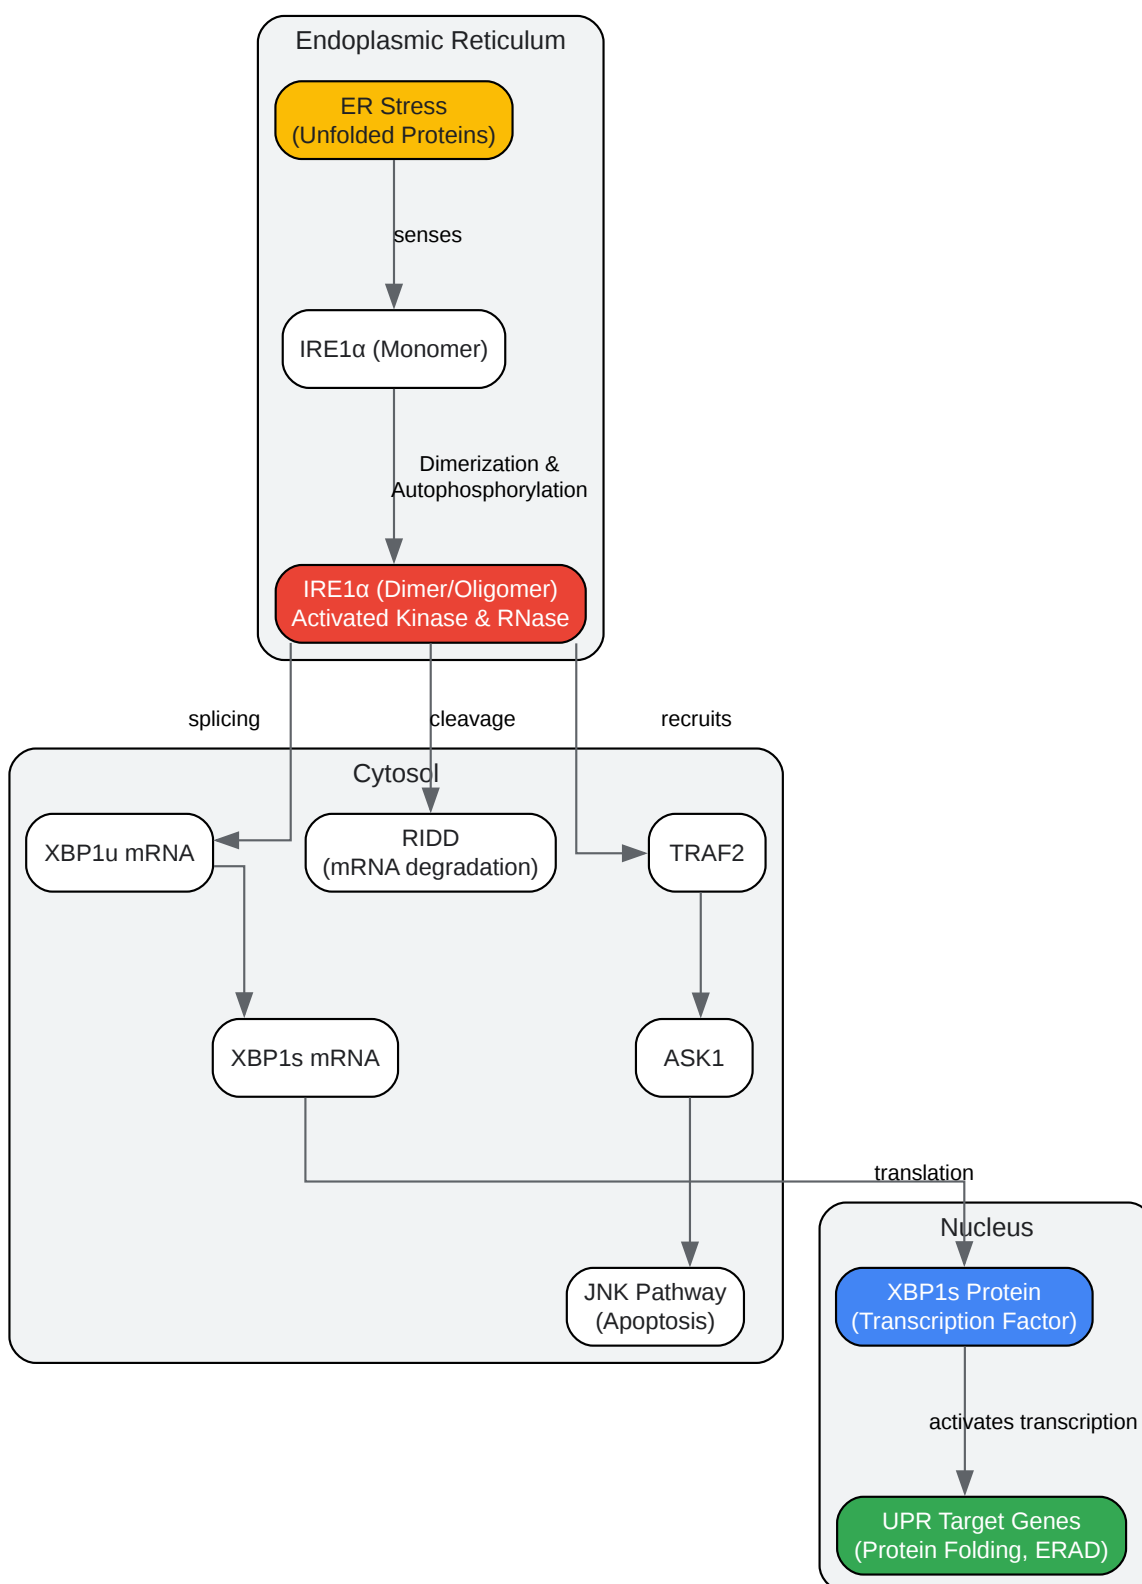 Endoplasmic Reticulum
ER Stress
(Unfolded Proteins)
senses
IRE1α (Monomer)
Dimerization &
Autophosphorylation
IRE1α (Dimer/Oligomer)
Activated Kinase & RNase
splicing
cleavage
recruits
Cytosol
XBP1u mRNA
RIDD
(mRNA degradation)
TRAF2
XBP1s mRNA
ASK1
translation
Nucleus
JNK Pathway
(Apoptosis)
XBP1s Protein
(Transcription Factor)
activates transcription
UPR Target Genes
(Protein Folding, ERAD)